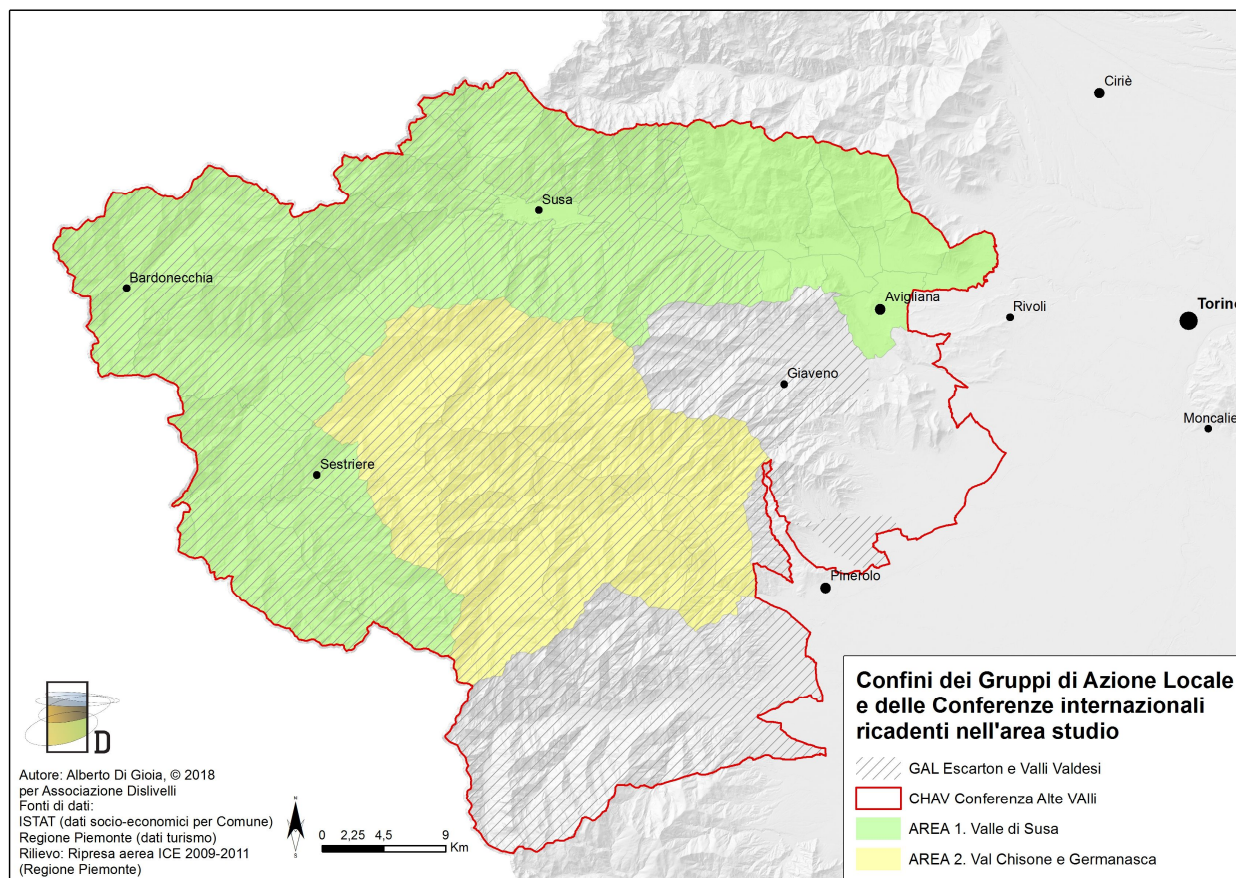 Ciriè
Susa
Bardonecchia
Avigliana
Rivoli
Torino
Giaveno
Moncalie
Sestriere
Pinerolo
Confini dei Gruppi di Azione Locale
e delle Conferenze internazionali
ricadenti nell'area studio
GAL Escarton e Valli Valdesi
CHAV Conferenza Alte VAlli
AREA 1. Valle di Susa
AREA 2. Val Chisone e Germanasca
D
Autore: Alberto Di Gioia, © 2018
per Associazione Dislivelli
Fonti di dati:
ISTAT (dati socio-economici per Comune)
Regione Piemonte (dati turismo)
Rilievo: Ripresa aerea ICE 2009-2011
(Regione Piemonte)
N
S
0 2,25 4,5 9
Km